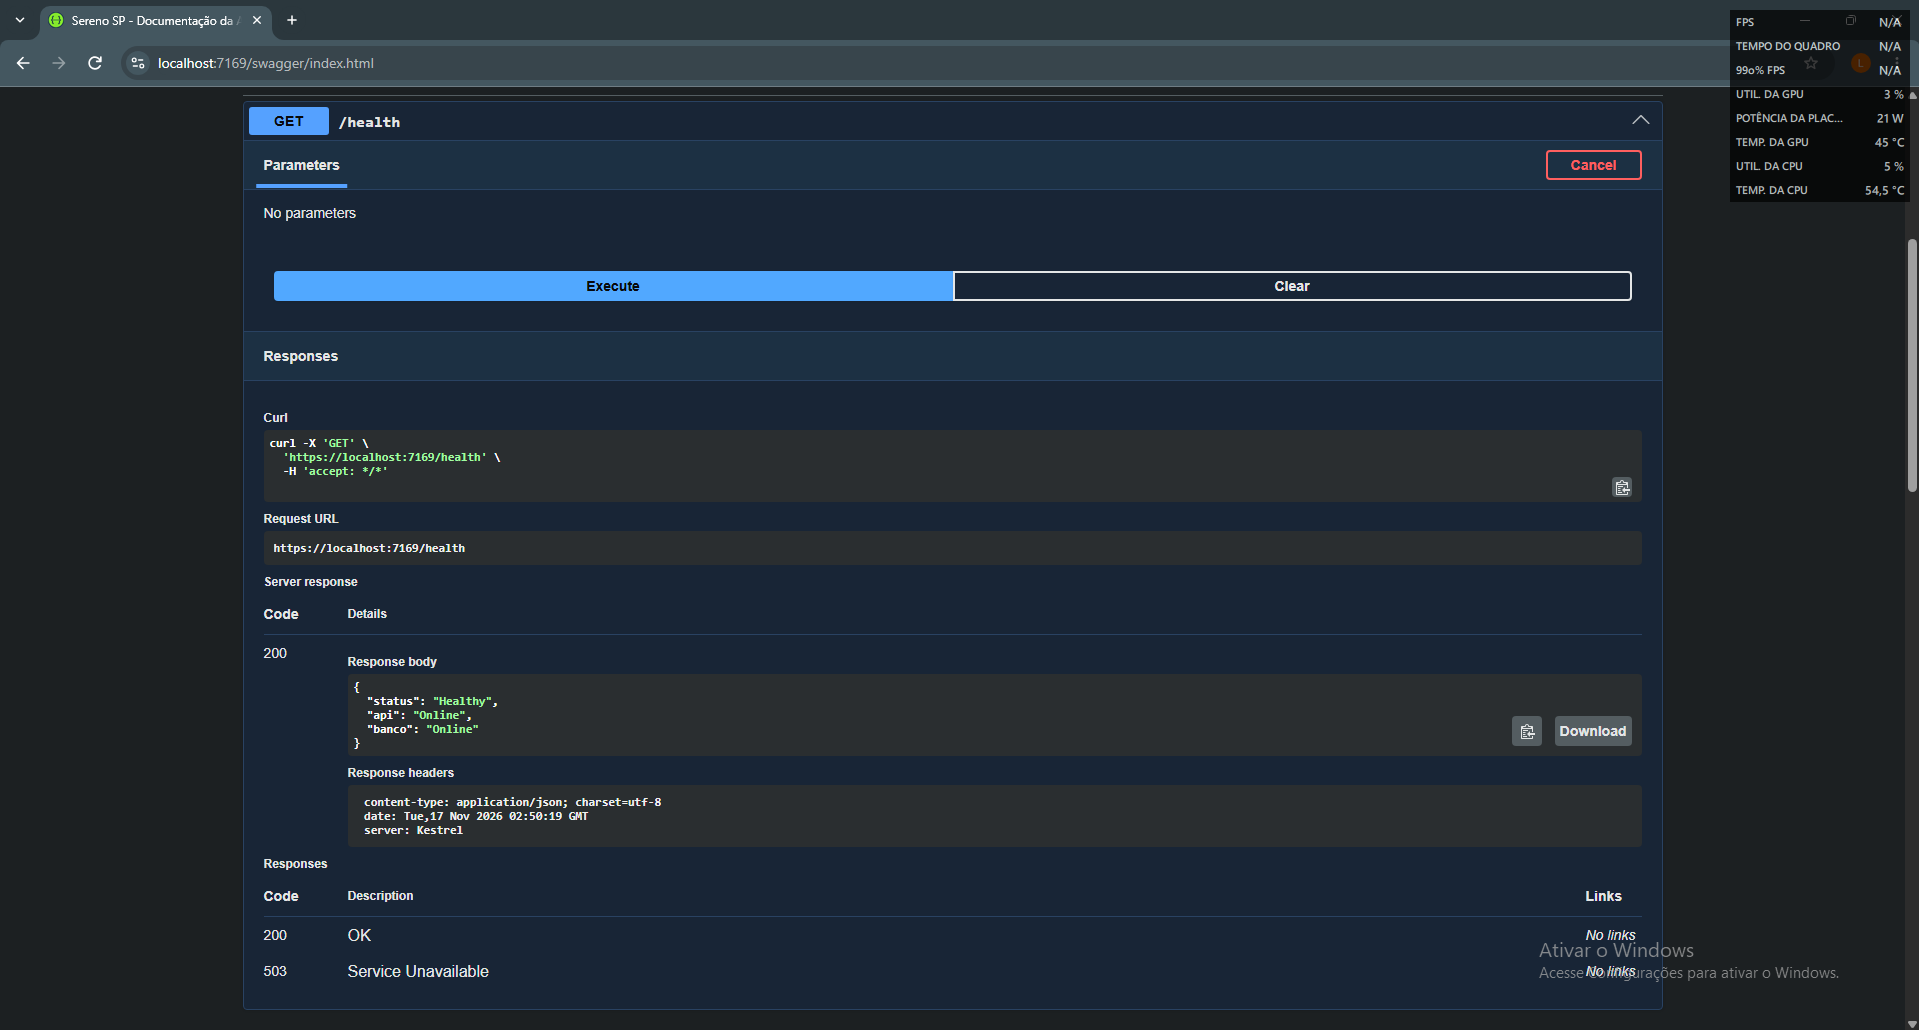 Sereno SP - Documentação da
localhost:7169/swagger/index.html
L
FPS N/A
TEMPO DO QUADRO N/A
99o% FPS N/A
UTIL. DA GPU 3 %
POTÊNCIA DA PLAC... 21 W
TEMP. DA GPU 45 °C
UTIL. DA CPU 5 %
TEMP. DA CPU 54,5 °C
GET /health
Parameters
Cancel
No parameters
Execute
Clear
Responses
Curl
curl -X 'GET' \
'https://localhost:7169/health' \
-H 'accept: */*'
Request URL
https://localhost:7169/health
Server response
Code Details
200
Response body
{
"status": "Healthy",
"api": "Online",
"banco": "Online"
}
Download
Response headers
content-type: application/json; charset=utf-8
date: Tue,17 Nov 2026 02:50:19 GMT
server: Kestrel
Responses
Code Description Links
200 OK No links
503 Service Unavailable No links
Ativar o Windows
Acesse Configurações para ativar o Windows.